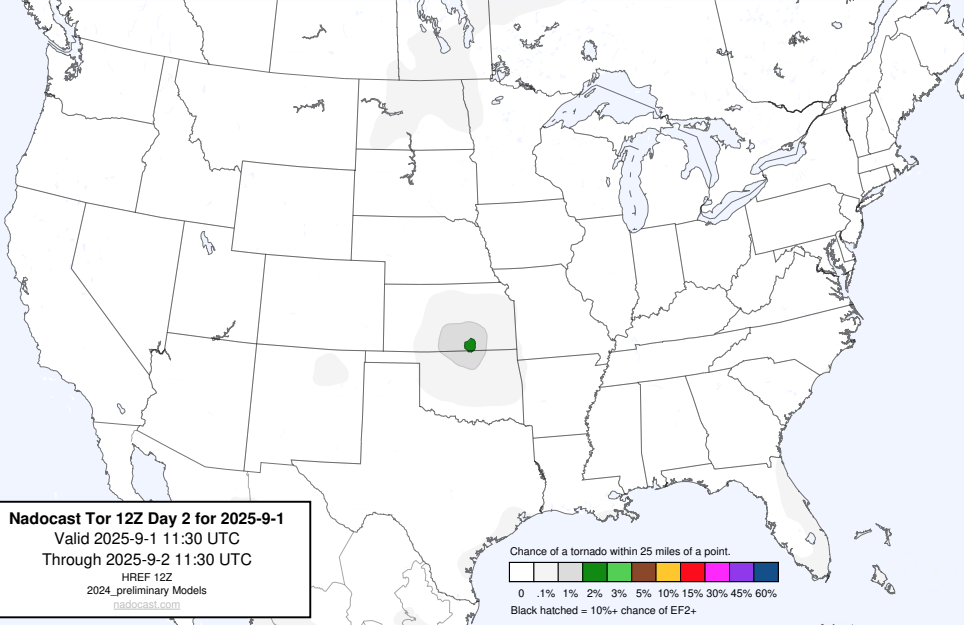 Nadocast Tor 12Z Day 2 for 2025-9-1
Valid 2025-9-1 11:30 UTC
Through 2025-9-2 11:30 UTC
HREF 12Z
2024_preliminary Models
nadocast.com
Chance of a tornado within 25 miles of a point.
0 .1% 1% 2% 3% 5% 10% 15% 30% 45% 60%
Black hatched = 10%+ chance of EF2+